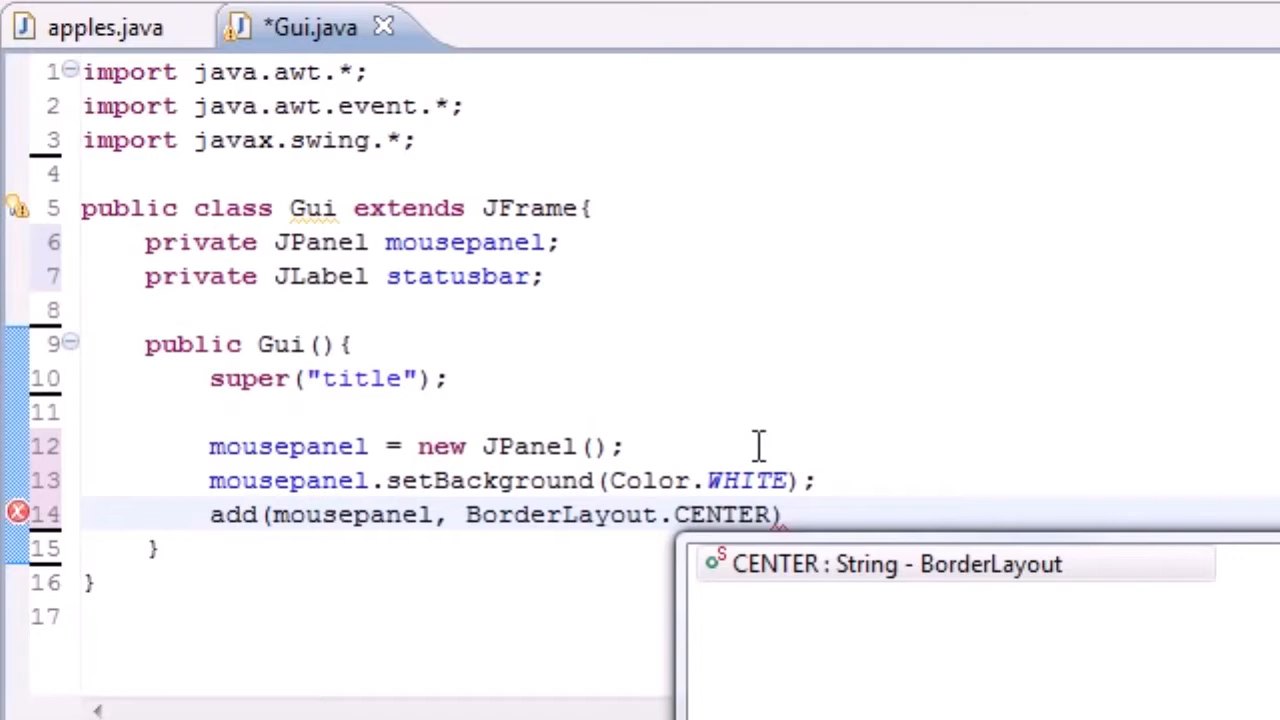 apples.java
*Gui.java
1 import java.awt.*;
2 import java.awt.event.*;
3 import javax.swing.*;
4
5 public class Gui extends JFrame{
6 private JPanel mousepanel;
7 private JLabel statusbar;
8
9 public Gui(){
10 super("title");
11
12 mousepanel = new JPanel();
13 mousepanel.setBackground(Color.WHITE);
14 add(mousepanel, BorderLayout.CENTER)
CENTER : String - BorderLayout
15 }
16 }
17